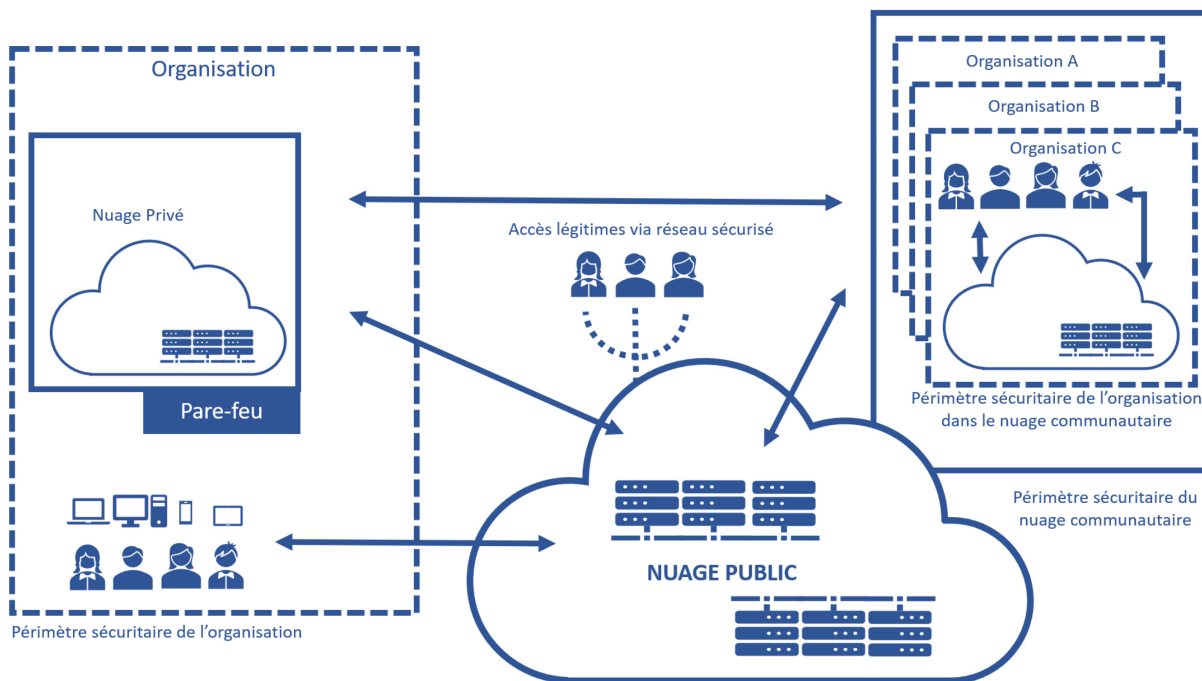 Organisation
Nuage Privé
Pare-feu
Périmètre sécuritaire de l’organisation
Accès légitimes via réseau sécurisé
NUAGE PUBLIC
Organisation A
Organisation B
Organisation C
Périmètre sécuritaire de l’organisation
dans le nuage communautaire
Périmètre sécuritaire du
nuage communautaire